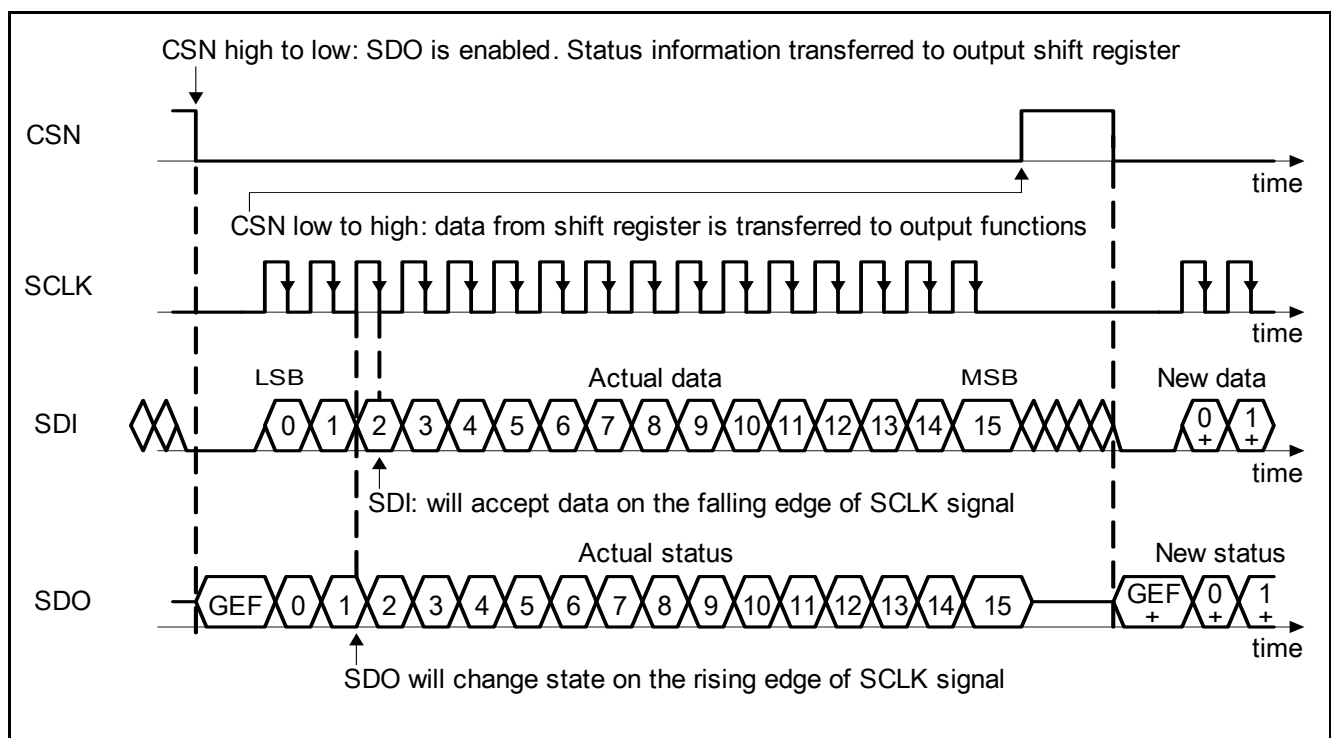 CSN high to low: SDO is enabled. Status information transferred to output shift register
CSN
time
CSN low to high: data from shift register is transferred to output functions
SCLK
time
LSB Actual data MSB New data
SDI 0 1 2 3 4 5 6 7 8 9 10 11 12 13 14 15 0+ 1+
time
SDI: will accept data on the falling edge of SCLK signal
Actual status New status
SDO GEF 0 1 2 3 4 5 6 7 8 9 10 11 12 13 14 15 GEF+ 0+ 1+
time
SDO will change state on the rising edge of SCLK signal